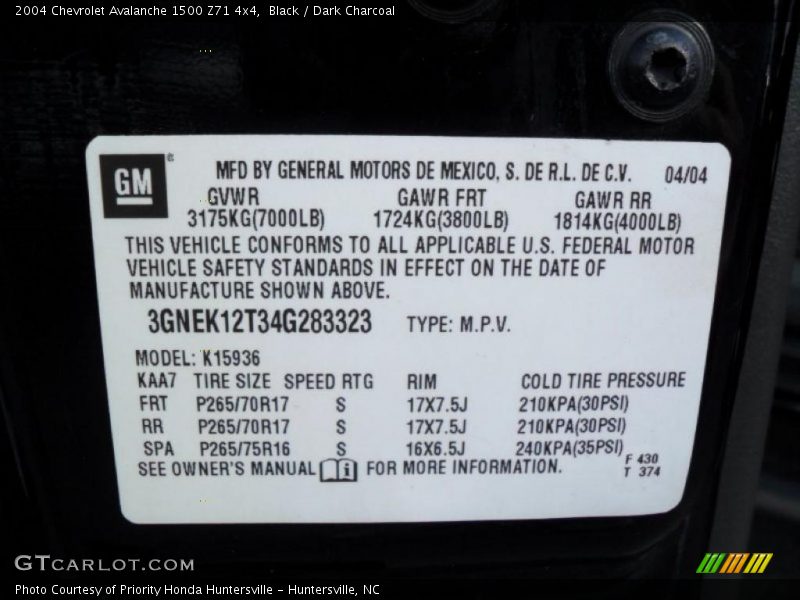 2004 Chevrolet Avalanche 1500 Z71 4x4, Black / Dark Charcoal
GM ®
MFD BY GENERAL MOTORS DE MEXICO, S. DE R.L. DE C.V. 04/04
GVWR GAWR FRT GAWR RR
3175KG(7000LB) 1724KG(3800LB) 1814KG(4000LB)
THIS VEHICLE CONFORMS TO ALL APPLICABLE U.S. FEDERAL MOTOR
VEHICLE SAFETY STANDARDS IN EFFECT ON THE DATE OF
MANUFACTURE SHOWN ABOVE.
3GNEK12T34G283323 TYPE: M.P.V.
MODEL: K15936
KAA7 TIRE SIZE SPEED RTG RIM COLD TIRE PRESSURE
FRT P265/70R17 S 17X7.5J 210KPA(30PSI)
RR P265/70R17 S 17X7.5J 210KPA(30PSI)
SPA P265/75R16 S 16X6.5J 240KPA(35PSI)
SEE OWNER'S MANUAL i FOR MORE INFORMATION.
F 430
T 374
GTCARLOT.COM
Photo Courtesy of Priority Honda Huntersville - Huntersville, NC